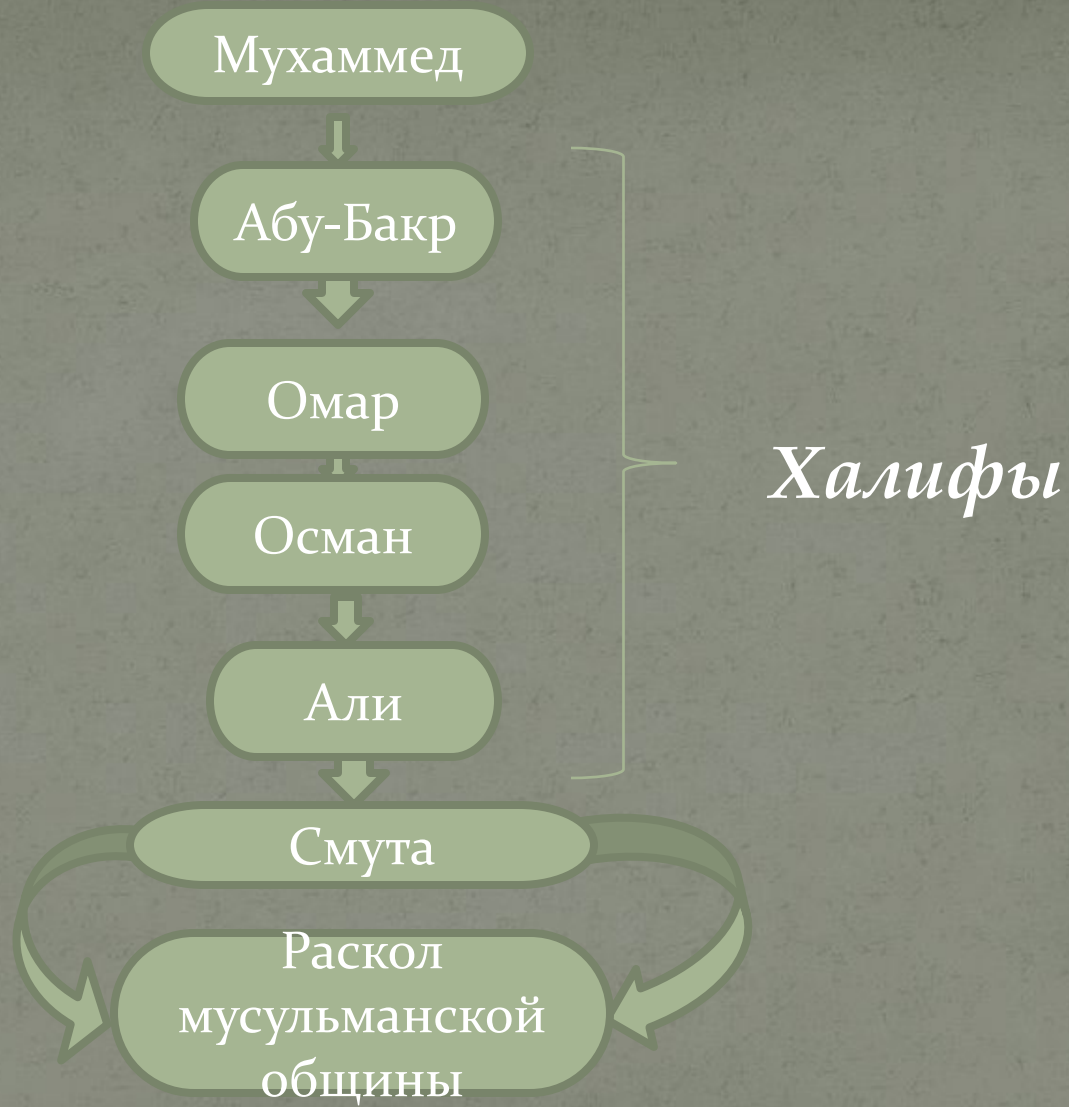 Мухаммед
Абу-Бакр
Омар
Халифы
Осман
Али
Смута
Раскол
мусульманской
общины